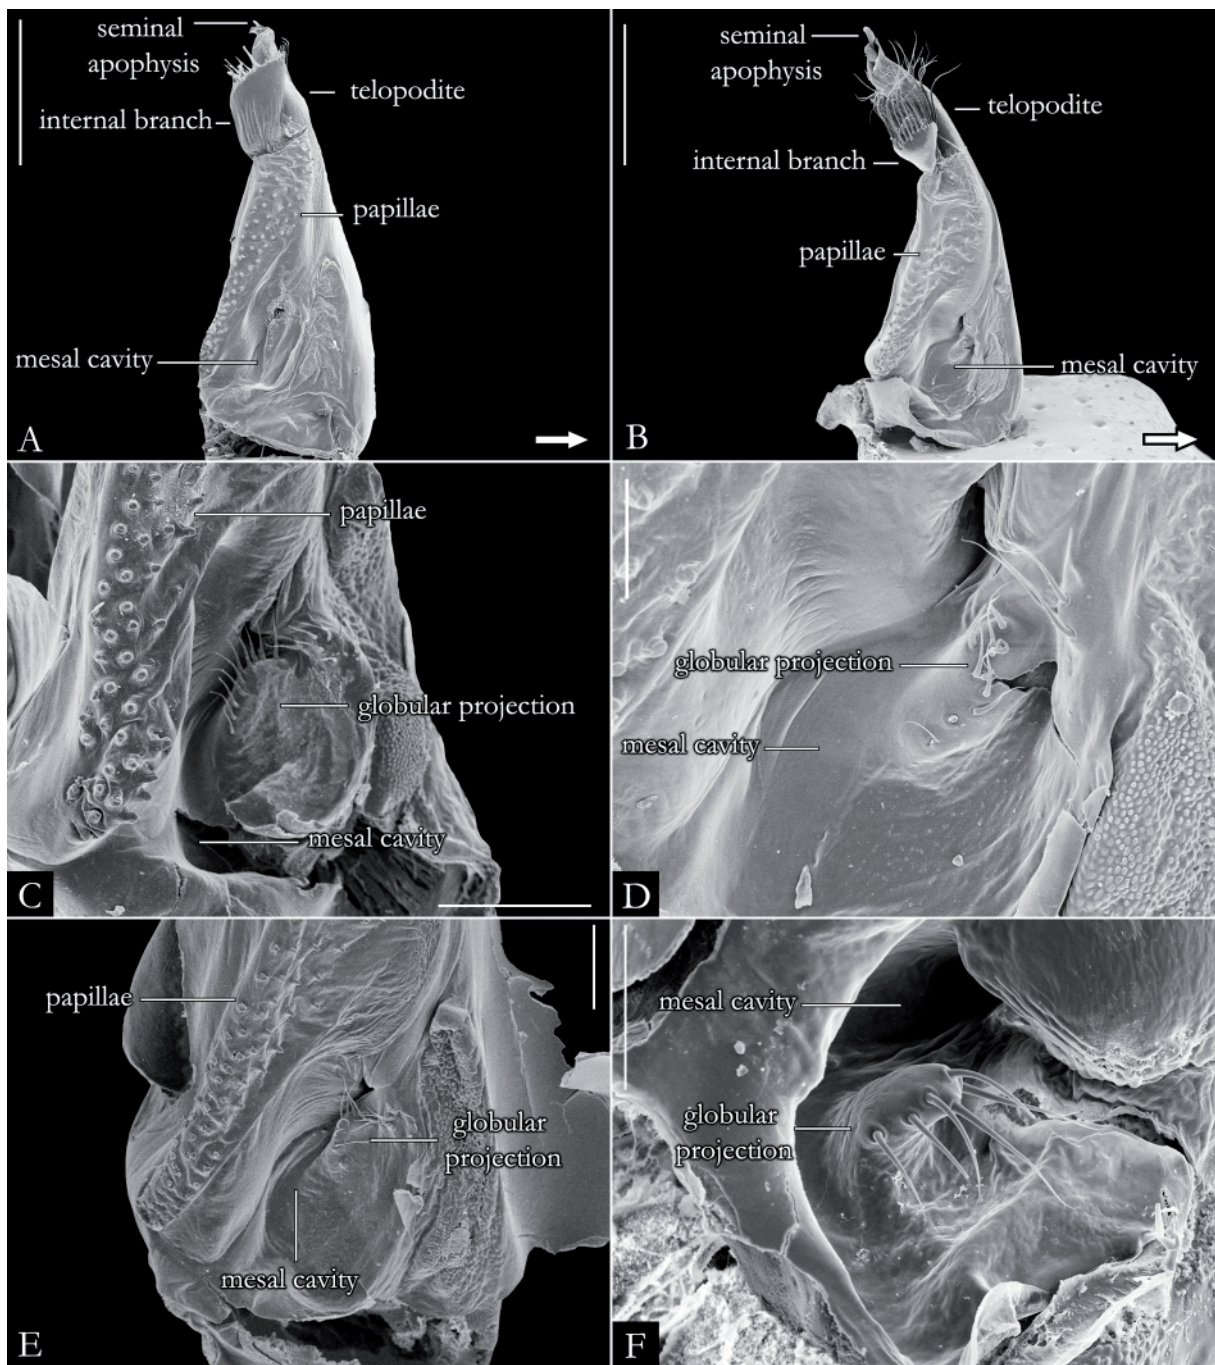 seminal
apophysis
telopodite
internal branch
papillae
mesal cavity
A
seminal
apophysis
telopodite
internal branch
papillae
mesal cavity
B
papillae
globular projection
mesal cavity
C
globular projection
mesal cavity
D
papillae
globular
projection
mesal cavity
E
mesal cavity
globular
projection
F